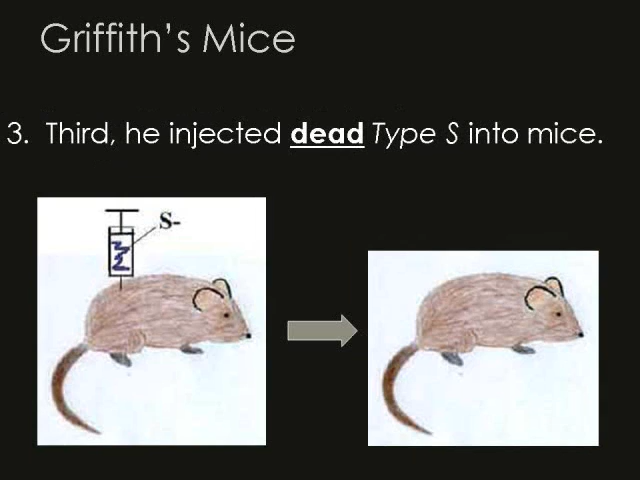 Griffith's Mice
3. Third, he injected dead Type S into mice.
S-